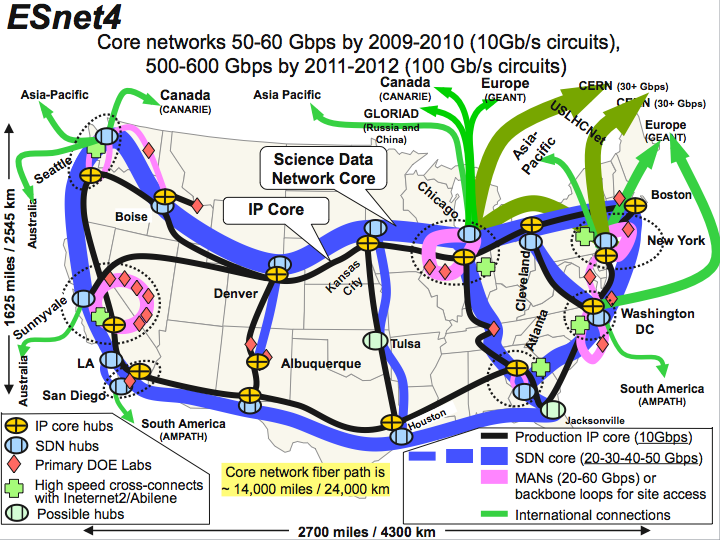 ESnet4
Core networks 50-60 Gbps by 2009-2010 (10Gb/s circuits),
500-600 Gbps by 2011-2012 (100 Gb/s circuits)
Asia-Pacific
Canada
(CANARIE)
Asia Pacific
Canada
(CANARIE)
Europe
(GEANT)
CERN (30+ Gbps)
CERN (30+ Gbps)
GLORIAD
(Russia and
China)
USLHCNet
Europe
(GEANT)
Asia-
Pacific
Science Data
Network Core
IP Core
Seattle
Boise
Chicago
Boston
New York
Cleveland
Australia
Denver
Kansas
City
Sunnyvale
Washington
DC
Atlanta
Tulsa
LA
Albuquerque
San Diego
Australia
South America
(AMPATH)
South America
(AMPATH)
Houston
Jacksonville
1625 miles / 2545 km
IP core hubs
SDN hubs
Primary DOE Labs
High speed cross-connects
with Ineternet2/Abilene
Possible hubs
Core network fiber path is
~ 14,000 miles / 24,000 km
Production IP core (10Gbps)
SDN core (20-30-40-50 Gbps)
MANs (20-60 Gbps) or
backbone loops for site access
International connections
2700 miles / 4300 km